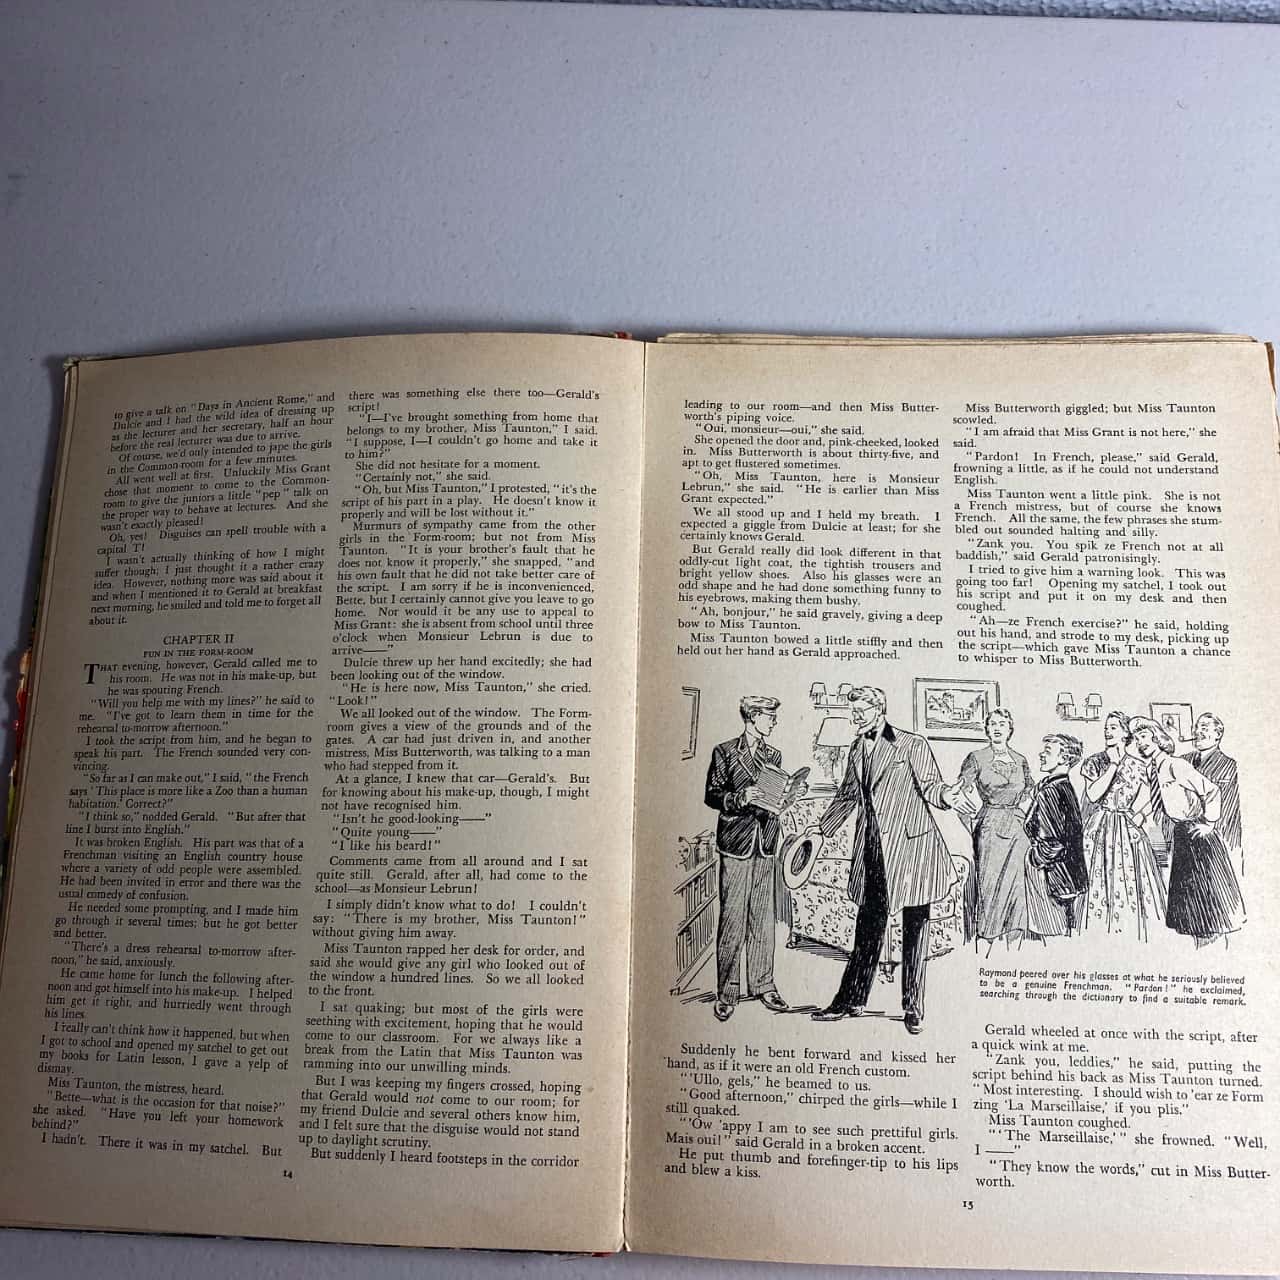 to give a talk on "Days in Ancient Rome," and
Dulcie and I had the wild idea of dressing up
as the lecturer and her secretary, half an hour
before the real lecturer was due to arrive.
Of course, we'd only intended to jape the girls
in the Common-room for a few minutes.
All went well at first. Unluckily Miss Grant
chose that moment to come to the Common-
room to give the juniors a little "pep" talk on
the proper way to behave at lectures. And she
wasn't exactly pleased!
Oh, yes! Disguises can spell trouble with a
capital T!
I wasn't actually thinking of how I might
suffer though; I just thought it a rather crazy
idea. However, nothing more was said about it
and when I mentioned it to Gerald at breakfast
next morning, he smiled and told me to forget all
about it.
CHAPTER II
FUN IN THE FORM-ROOM
THAT evening, however, Gerald called me to
his room. He was not in his make-up, but
he was spouting French.
"Will you help me with my lines?" he said to
me. "I've got to learn them in time for the
rehearsal to-morrow afternoon."
I took the script from him, and he began to
speak his part. The French sounded very con-
vincing.
"So far as I can make out," I said, "the French
says 'This place is more like a Zoo than a human
habitation.' Correct?"
"I think so," nodded Gerald. "But after that
line I burst into English."
It was broken English. His part was that of a
Frenchman visiting an English country house
where a variety of odd people were assembled.
He had been invited in error and there was the
usual comedy of confusion.
He needed some prompting, and I made him
go through it several times; but he got better
and better.
"There's a dress rehearsal to-morrow after-
noon," he said, anxiously.
He came home for lunch the following after-
noon and got himself into his make-up. I helped
him get it right, and hurriedly went through
his lines.
I really can't think how it happened, but when
I got to school and opened my satchel to get out
my books for Latin lesson, I gave a yelp of
dismay.
Miss Taunton, the mistress, heard.
"Bette—what is the occasion for that noise?"
she asked. "Have you left your homework
behind?"
I hadn't. There it was in my satchel. But
14
there was something else there too—Gerald's
script!
"I—I've brought something from home that
belongs to my brother, Miss Taunton," I said.
"I suppose, I—I couldn't go home and take it
to him?"
She did not hesitate for a moment.
"Certainly not," she said.
"Oh, but Miss Taunton," I protested, "it's the
script of his part in a play. He doesn't know it
properly and will be lost without it."
Murmurs of sympathy came from the other
girls in the Form-room; but not from Miss
Taunton. "It is your brother's fault that he
does not know it properly," she snapped, "and
his own fault that he did not take better care of
the script. I am sorry if he is inconvenienced,
Bette, but I certainly cannot give you leave to go
home. Nor would it be any use to appeal to
Miss Grant: she is absent from school until three
o'clock when Monsieur Lebrun is due to
arrive——"
Dulcie threw up her hand excitedly; she had
been looking out of the window.
"He is here now, Miss Taunton," she cried.
"Look!"
We all looked out of the window. The Form-
room gives a view of the grounds and of the
gates. A car had just driven in, and another
mistress, Miss Butterworth, was talking to a man
who had stepped from it.
At a glance, I knew that car—Gerald's. But
for knowing about his make-up, though, I might
not have recognised him.
"Isn't he good-looking——"
"Quite young——"
"I like his beard!"
Comments came from all around and I sat
quite still. Gerald, after all, had come to the
school—as Monsieur Lebrun!
I simply didn't know what to do! I couldn't
say: "There is my brother, Miss Taunton!"
without giving him away.
Miss Taunton rapped her desk for order, and
said she would give any girl who looked out of
the window a hundred lines. So we all looked
to the front.
I sat quaking; but most of the girls were
seething with excitement, hoping that he would
come to our classroom. For we always like a
break from the Latin that Miss Taunton was
ramming into our unwilling minds.
But I was keeping my fingers crossed, hoping
that Gerald would not come to our room; for
my friend Dulcie and several others know him,
and I felt sure that the disguise would not stand
up to daylight scrutiny.
But suddenly I heard footsteps in the corridor
leading to our room—and then Miss Butter-
worth's piping voice.
"Oui, monsieur—oui," she said.
She opened the door and, pink-cheeked, looked
in. Miss Butterworth is about thirty-five, and
apt to get flustered sometimes.
"Oh, Miss Taunton, here is Monsieur
Lebrun," she said. "He is earlier than Miss
Grant expected."
We all stood up and I held my breath. I
expected a giggle from Dulcie at least; for she
certainly knows Gerald.
But Gerald really did look different in that
oddly-cut light coat, the tightish trousers and
bright yellow shoes. Also his glasses were an
odd shape and he had done something funny to
his eyebrows, making them bushy.
"Ah, bonjour," he said gravely, giving a deep
bow to Miss Taunton.
Miss Taunton bowed a little stiffly and then
held out her hand as Gerald approached.
Suddenly he bent forward and kissed her
hand, as if it were an old French custom.
"'Ullo, gels," he beamed to us.
"Good afternoon," chirped the girls—while I
still quaked.
"'Ow 'appy I am to see such prettiful girls.
Mais oui!" said Gerald in a broken accent.
He put thumb and forefinger-tip to his lips
and blew a kiss.
Miss Butterworth giggled; but Miss Taunton
scowled.
"I am afraid that Miss Grant is not here," she
said.
"Pardon! In French, please," said Gerald,
frowning a little, as if he could not understand
English.
Miss Taunton went a little pink. She is not
a French mistress, but of course she knows
French. All the same, the few phrases she stum-
bled out sounded halting and silly.
"Zank you. You spik ze French not at all
baddish," said Gerald patronisingly.
I tried to give him a warning look. This was
going too far! Opening my satchel, I took out
his script and put it on my desk and then
coughed.
"Ah—ze French exercise?" he said, holding
out his hand, and strode to my desk, picking up
the script—which gave Miss Taunton a chance
to whisper to Miss Butterworth.
Raymond peered over his glasses at what he seriously believed
to be a genuine Frenchman. "Pardon!" he exclaimed,
searching through the dictionary to find a suitable remark.
Gerald wheeled at once with the script, after
a quick wink at me.
"Zank you, leddies," he said, putting the
script behind his back as Miss Taunton turned.
"Most interesting. I should wish to 'ear ze Form
zing 'La Marseillaise,' if you plis."
Miss Taunton coughed.
"'The Marseillaise,'" she frowned. "Well,
I ——"
"They know the words," cut in Miss Butter-
worth.
15